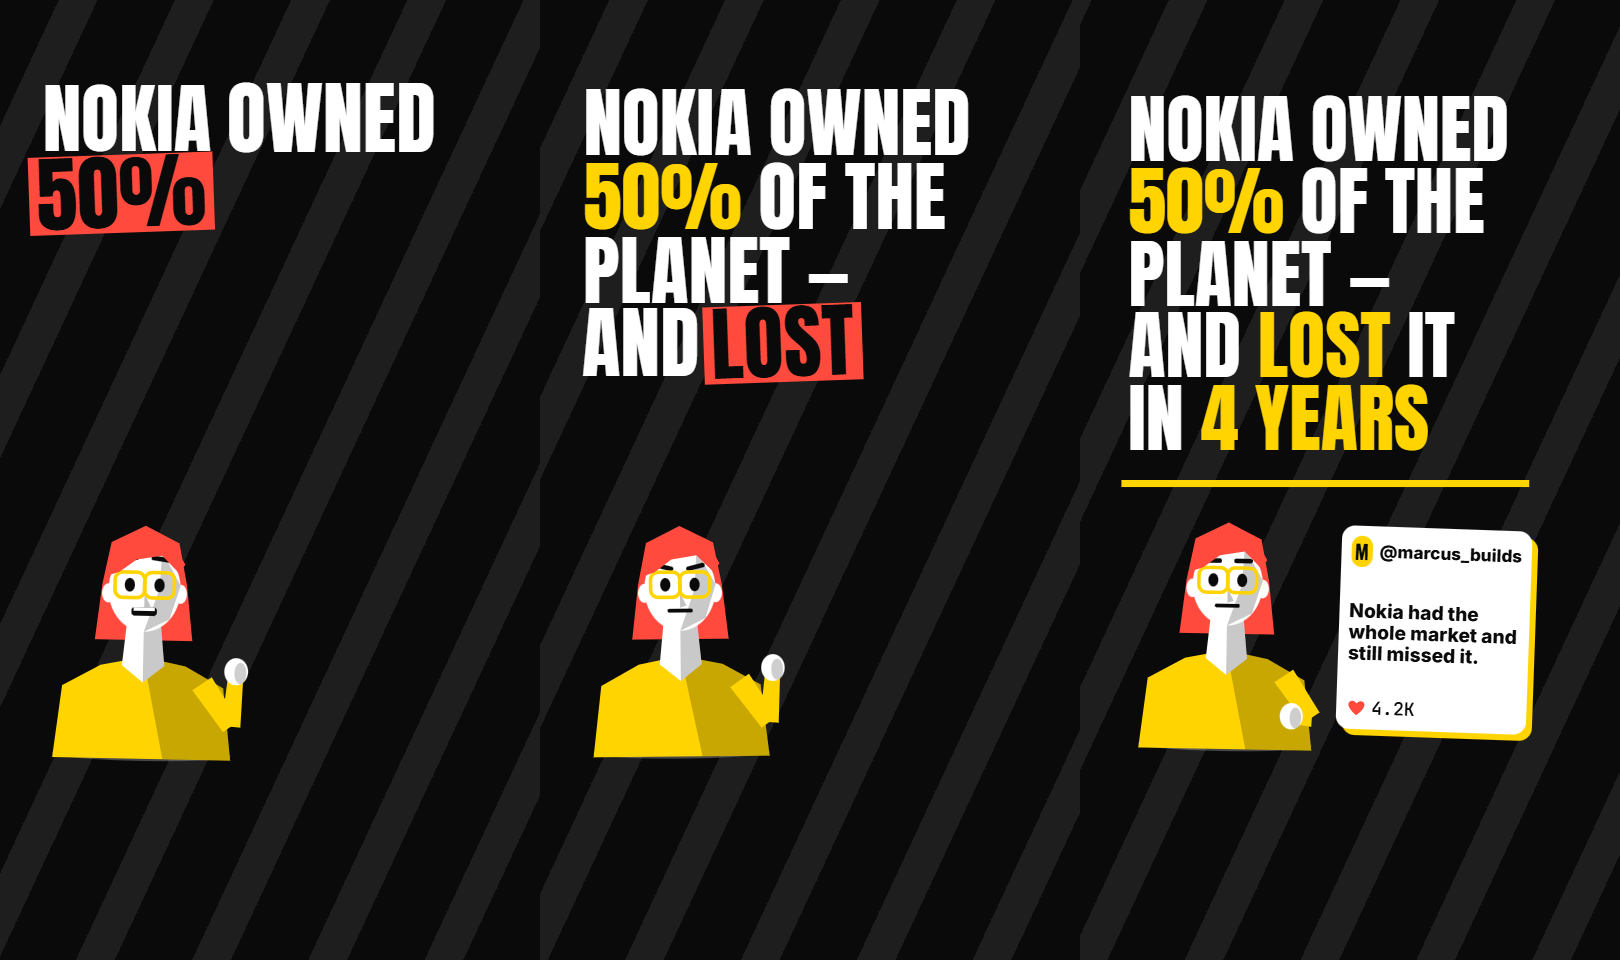 NOKIA OWNED
50%
NOKIA OWNED
50% OF THE
PLANET –
AND LOST
NOKIA OWNED
50% OF THE
PLANET –
AND LOST IT
IN 4 YEARS
M @marcus_builds
Nokia had the
whole market and
still missed it.
4.2K